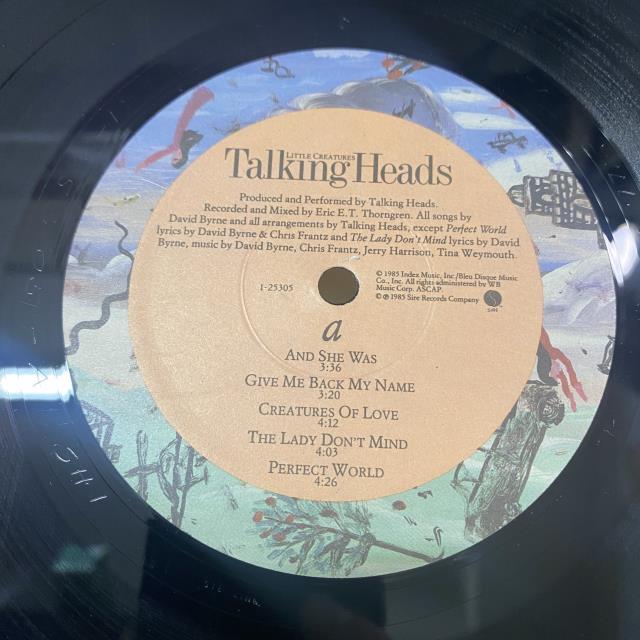 LITTLE CREATURES
Talking Heads
Produced and Performed by Talking Heads.
Recorded and Mixed by Eric E.T. Thorngren. All songs by
David Byrne and all arrangements by Talking Heads, except Perfect World
lyrics by David Byrne & Chris Frantz and The Lady Don't Mind lyrics by David
Byrne, music by David Byrne, Chris Frantz, Jerry Harrison, Tina Weymouth.
1-25305
© 1985 Index Music, Inc/Bleu Disque Music
Co., Inc. All rights administered by WB
Music Corp. ASCAP.
© ℗ 1985 Sire Records Company
a
AND SHE WAS
3:36
GIVE ME BACK MY NAME
3:20
CREATURES OF LOVE
4:12
THE LADY DON'T MIND
4:03
PERFECT WORLD
4:26